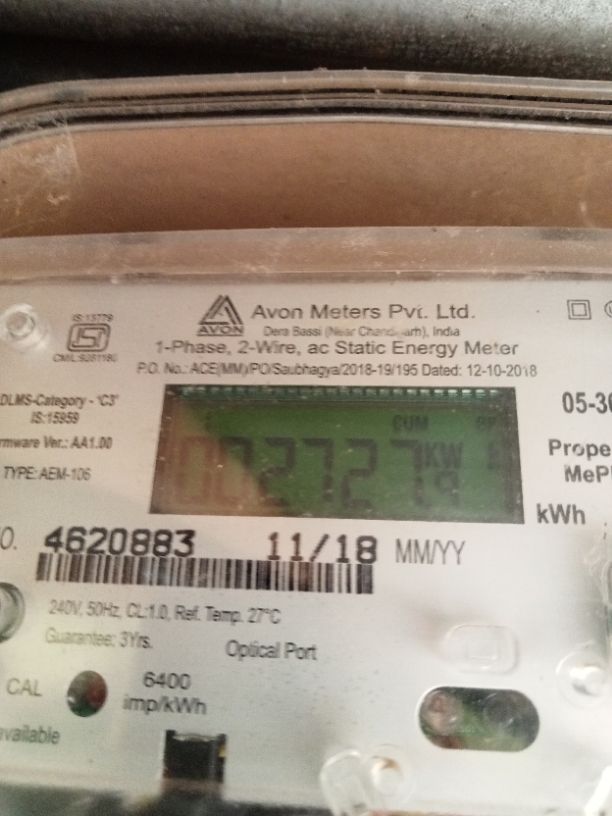 IS:15779
Avon Meters Pvt. Ltd.
AVON
Dera Bassi (Near Chandigarh), India
1-Phase, 2-Wire, ac Static Energy Meter
P.O. No.: ACE(MM)/PO/Saubhagya/2018-19/195 Dated: 12-10-2018
DLMS-Category - 'C3'
IS:15959
rmware Ver.: AA1.00
TYPE: AEM-106
05-3
Prope
MeP
CUM
002727.9 KW
kWh
O. 4620883 11/18 MM/YY
240V, 50Hz, CL:1.0, Ref. Temp. 27°C
Guarantee: 3Yrs. Optical Port
CAL 6400
imp/kWh
available